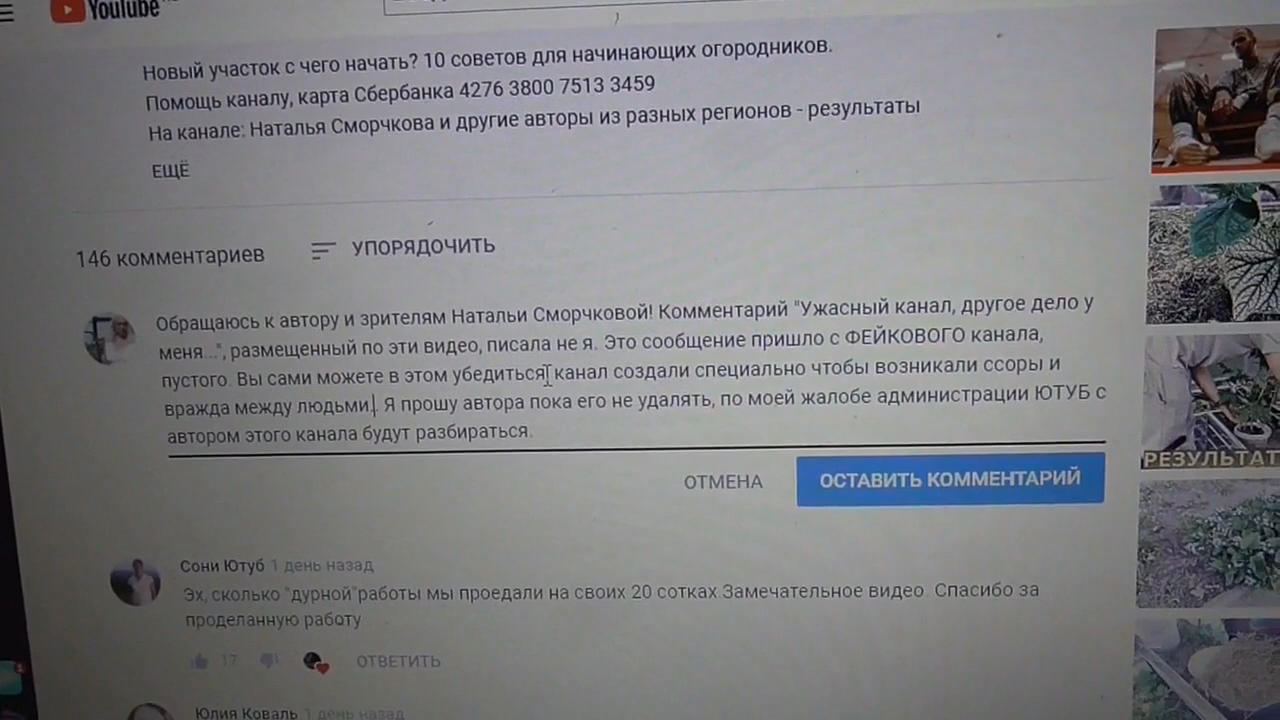 YouTube
Новый участок с чего начать? 10 советов для начинающих огородников.
Помощь каналу, карта Сбербанка 4276 3800 7513 3459
На канале: Наталья Сморчкова и другие авторы из разных регионов - результаты
ЕЩЁ
146 комментариев
УПОРЯДОЧИТЬ
Обращаюсь к автору и зрителям Натальи Сморчковой! Комментарий "Ужасный канал, другое дело у
меня...", размещенный по эти видео, писала не я. Это сообщение пришло с ФЕЙКОВОГО канала,
пустого. Вы сами можете в этом убедиться, канал создали специально чтобы возникали ссоры и
вражда между людьми. Я прошу автора пока его не удалять, по моей жалобе администрации ЮТУБ с
автором этого канала будут разбираться.
РЕЗУЛЬТАТ
ОТМЕНА
ОСТАВИТЬ КОММЕНТАРИЙ
Сони Ютуб 1 день назад
Эх, сколько "дурной"работы мы проедали на своих 20 сотках.Замечательное видео. Спасибо за
проделанную работу
17
ОТВЕТИТЬ
Юлия Коваль 1 день назад